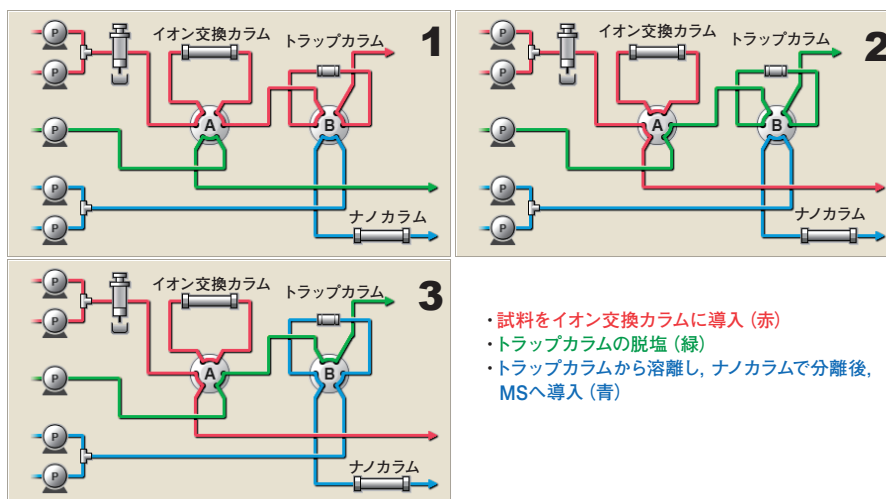 P
P
P
P
P
イオン交換カラム
トラップカラム
A
B
ナノカラム
1
P
P
P
P
P
イオン交換カラム
トラップカラム
A
B
ナノカラム
2
P
P
P
P
P
イオン交換カラム
トラップカラム
A
B
ナノカラム
3
・試料をイオン交換カラムに導入 (赤)
・トラップカラムの脱塩 (緑)
・トラップカラムから溶離し, ナノカラムで分離後,
MSへ導入 (青)